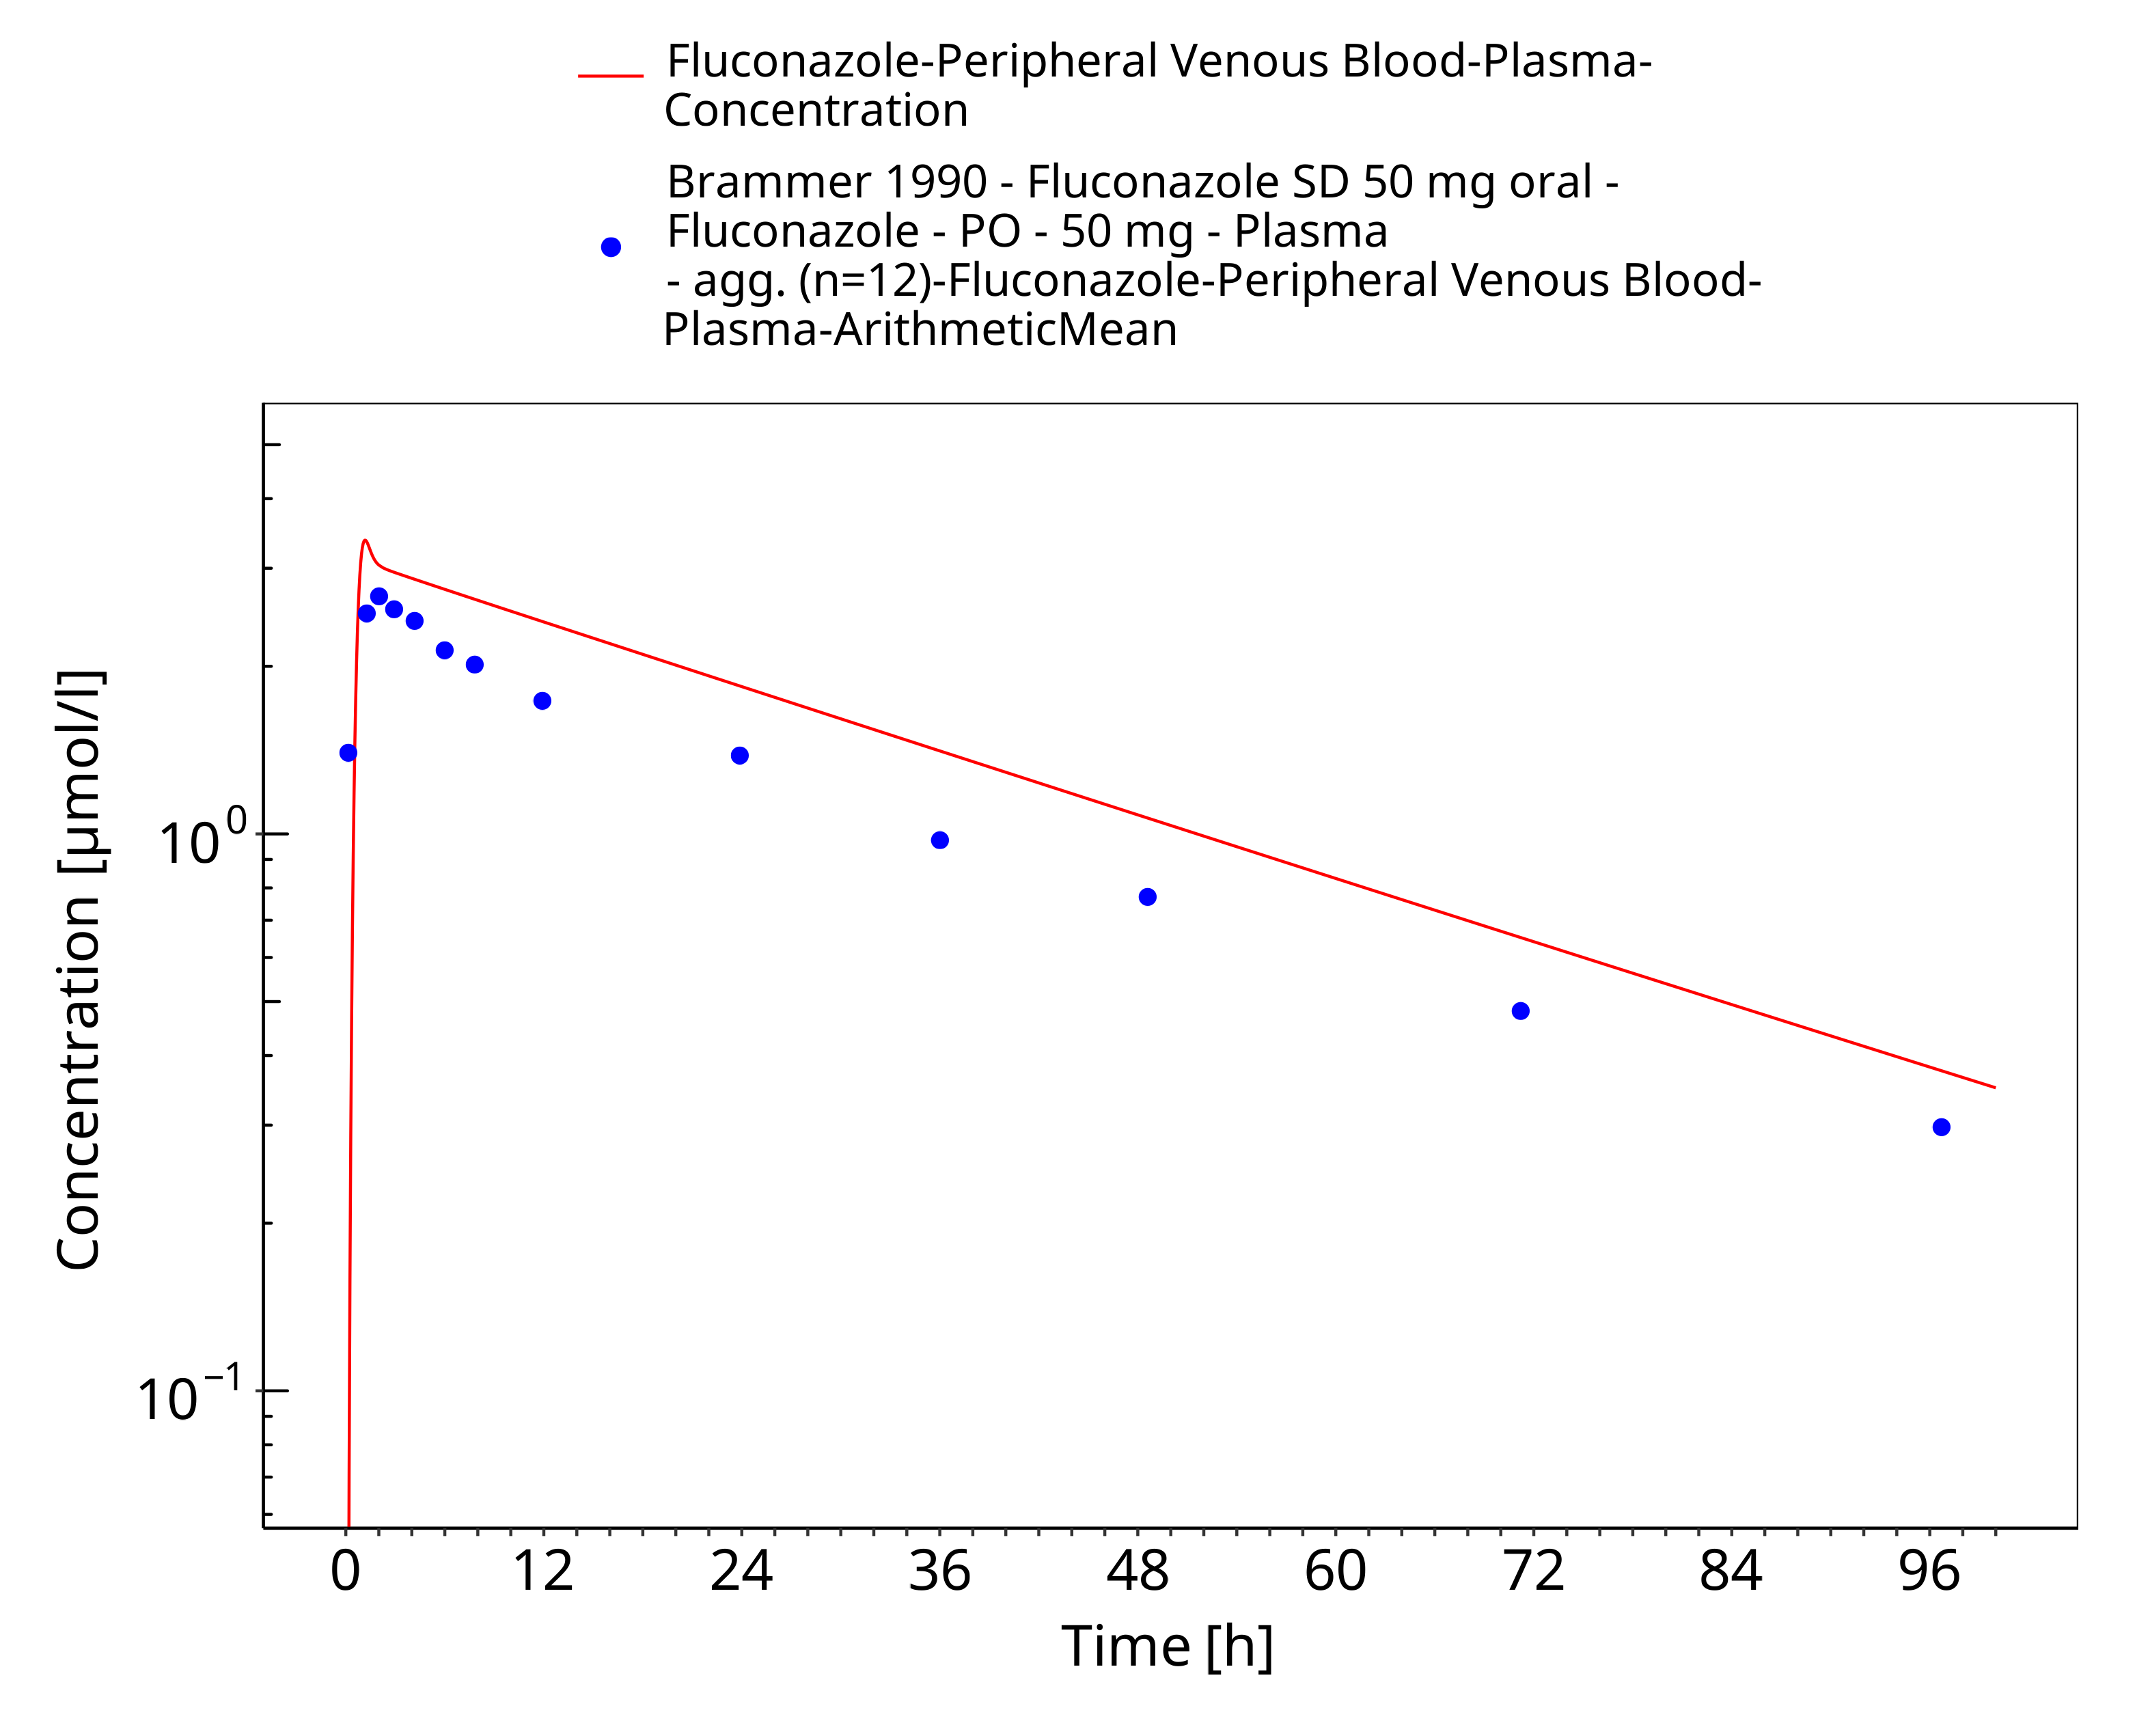 Fluconazole-Peripheral Venous Blood-Plasma-
Concentration
Brammer 1990 - Fluconazole SD 50 mg oral -
Fluconazole - PO - 50 mg - Plasma
- agg. (n=12)-Fluconazole-Peripheral Venous Blood-
Plasma-ArithmeticMean
Concentration [µmol/l]
10⁰
10⁻¹
0 12 24 36 48 60 72 84 96
Time [h]